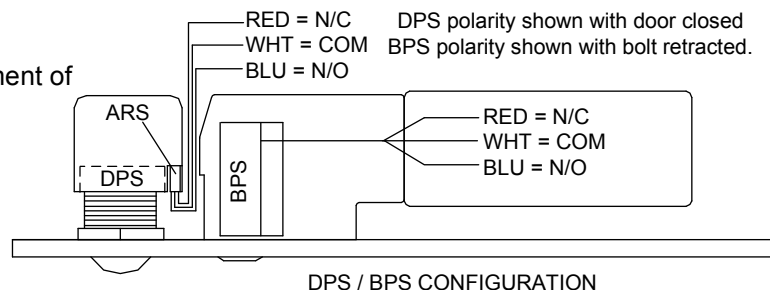 RED = N/C
WHT = COM
BLU = N/O
DPS polarity shown with door closed
BPS polarity shown with bolt retracted.
ment of
ARS
DPS
BPS
RED = N/C
WHT = COM
BLU = N/O
DPS / BPS CONFIGURATION